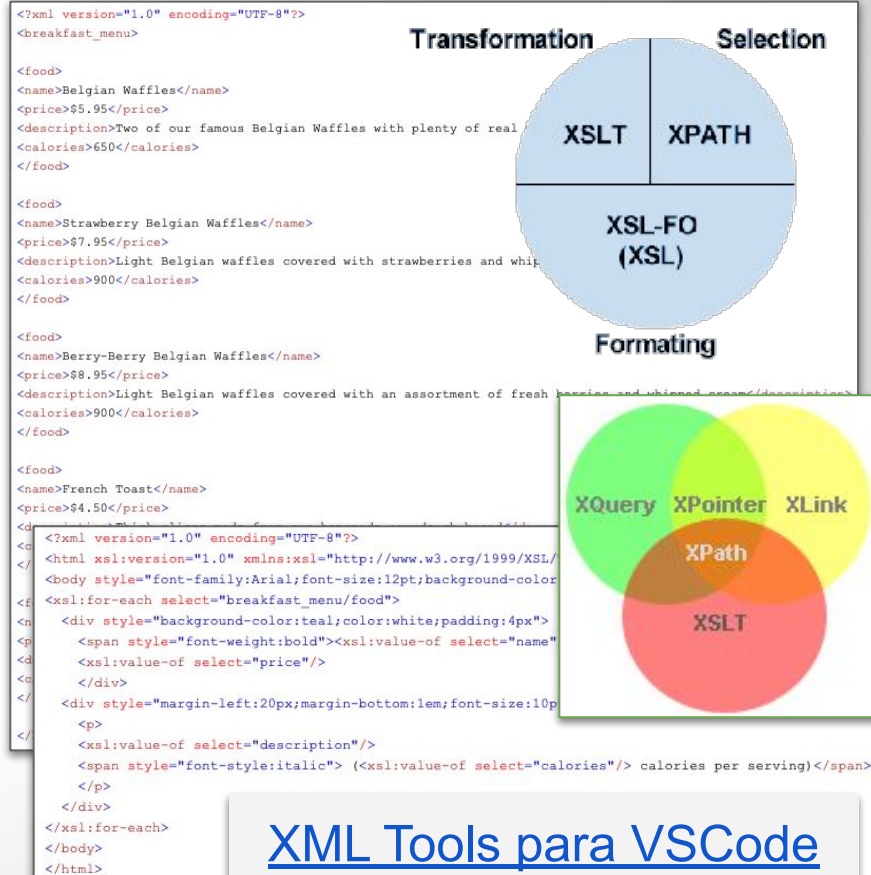 <?xml version="1.0" encoding="UTF-8"?>
<breakfast_menu>
<food>
<name>Belgian Waffles</name>
<price>$5.95</price>
<description>Two of our famous Belgian Waffles with plenty of real
<calories>650</calories>
</food>
<food>
<name>Strawberry Belgian Waffles</name>
<price>$7.95</price>
<description>Light Belgian waffles covered with strawberries and whip
<calories>900</calories>
</food>
<food>
<name>Berry-Berry Belgian Waffles</name>
<price>$8.95</price>
<description>Light Belgian waffles covered with an assortment of fresh berries and whipped cream</description>
<calories>900</calories>
</food>
<food>
<name>French Toast</name>
<price>$4.50</price>
Transformation Selection
XSLT XPATH
XSL-FO
(XSL)
Formating
XQuery XPointer XLink
XPath
XSLT
<?xml version="1.0" encoding="UTF-8"?>
<html xsl:version="1.0" xmlns:xsl="http://www.w3.org/1999/XSL/
<body style="font-family:Arial;font-size:12pt;background-color
<xsl:for-each select="breakfast_menu/food">
<div style="background-color:teal;color:white;padding:4px">
<span style="font-weight:bold"><xsl:value-of select="name"
<xsl:value-of select="price"/>
</div>
<div style="margin-left:20px;margin-bottom:1em;font-size:10p
<p>
<xsl:value-of select="description"/>
<span style="font-style:italic"> (<xsl:value-of select="calories"/> calories per serving)</span>
</p>
</div>
</xsl:for-each>
</body>
</html>
XML Tools para VSCode